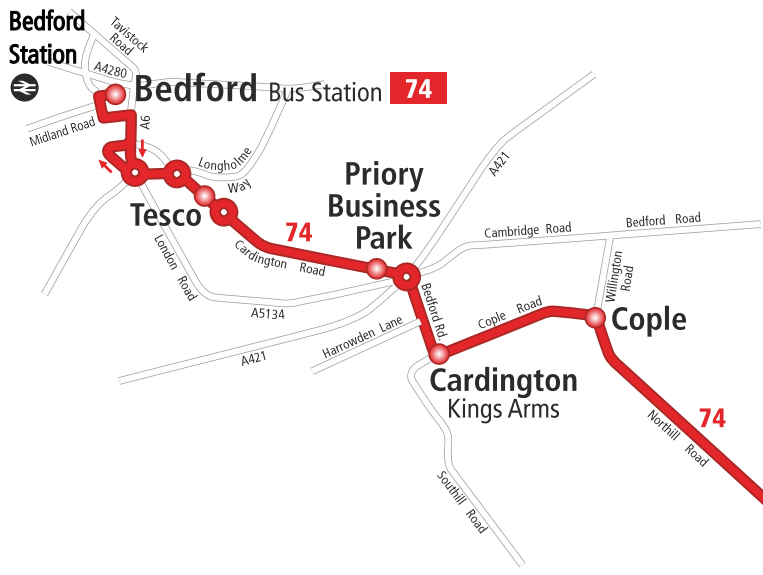 Bedford
Station
Tavistock
Road
A4280
Bedford Bus Station 74
Midland Road
A6
Longholme
Way
Tesco
Priory
Business
Park
A421
74
Cardington Road
London Road
Cambridge Road
Bedford Road
Willington
Road
A5134
Bedford Rd.
Harrowden Lane
A421
Cople Road
Cople
Cardington
Kings Arms
74
Northill Road
Southill Road